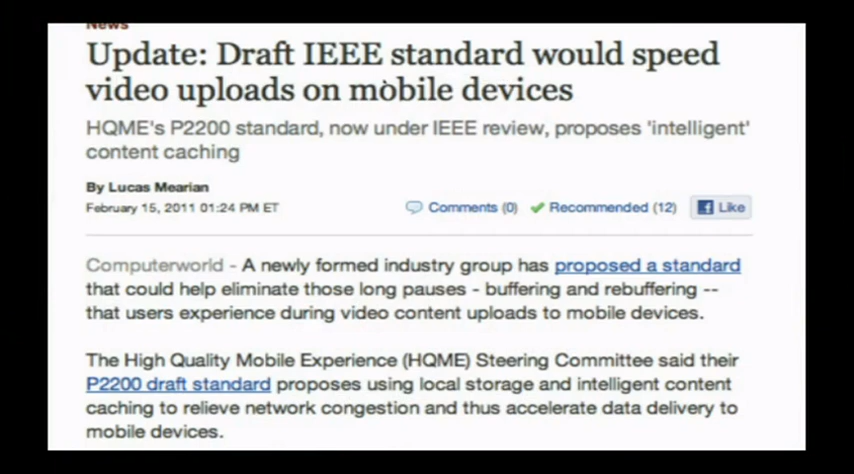 News
Update: Draft IEEE standard would speed
video uploads on mobile devices
HQME's P2200 standard, now under IEEE review, proposes 'intelligent'
content caching
By Lucas Mearian
February 15, 2011 01:24 PM ET
Comments (0) Recommended (12) Like
Computerworld - A newly formed industry group has proposed a standard
that could help eliminate those long pauses - buffering and rebuffering --
that users experience during video content uploads to mobile devices.
The High Quality Mobile Experience (HQME) Steering Committee said their
P2200 draft standard proposes using local storage and intelligent content
caching to relieve network congestion and thus accelerate data delivery to
mobile devices.